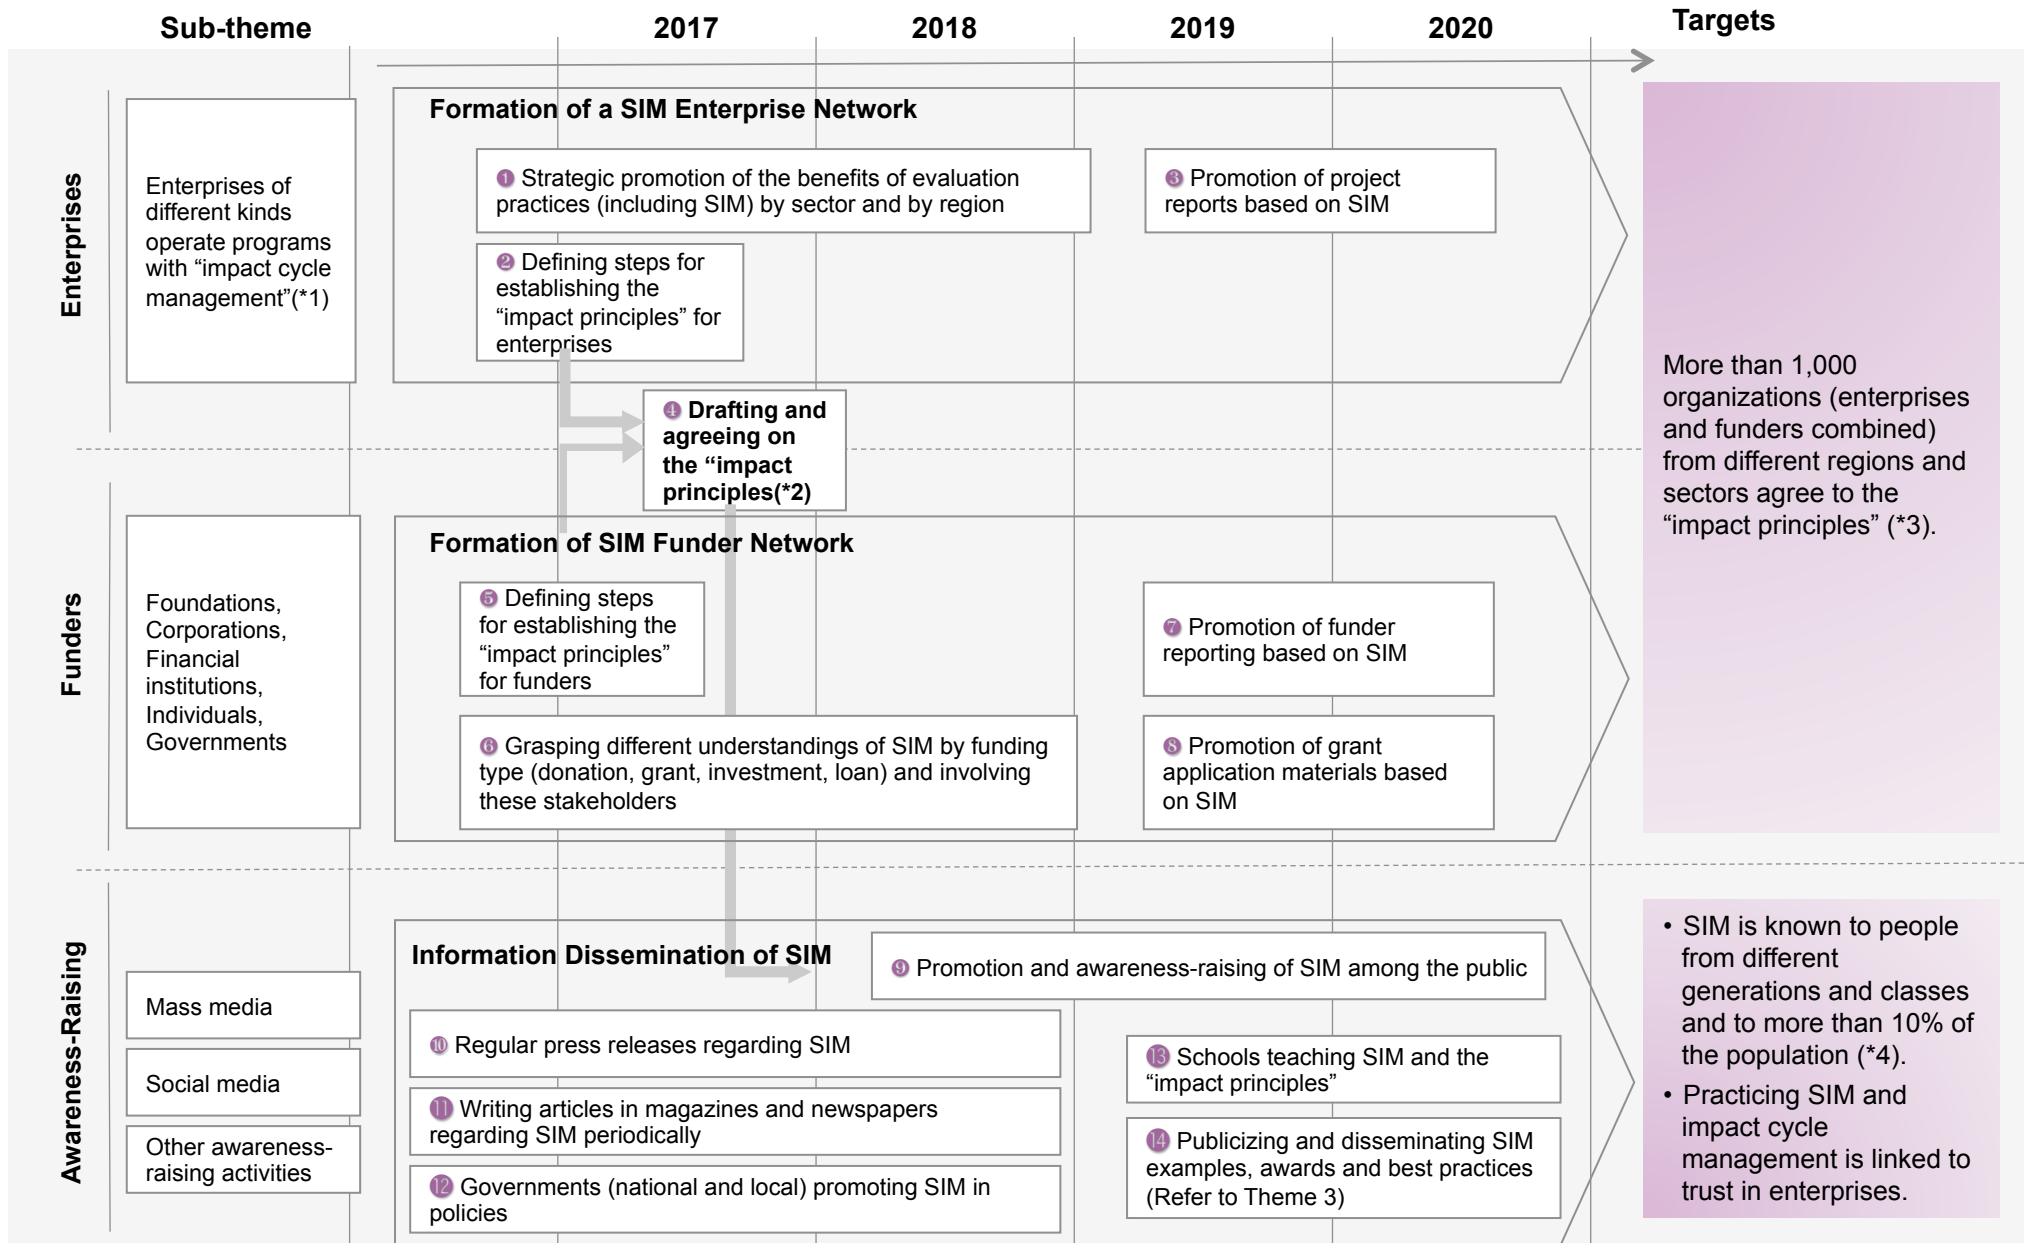 Sub-theme
2017
2018
2019
2020
Targets
Enterprises
Enterprises of
different kinds
operate programs
with “impact cycle
management”(*1)
Formation of a SIM Enterprise Network
❶ Strategic promotion of the benefits of evaluation
practices (including SIM) by sector and by region
❸ Promotion of project
reports based on SIM
❷ Defining steps for
establishing the
“impact principles” for
enterprises
❹ Drafting and
agreeing on
the “impact
principles(*2)
More than 1,000
organizations (enterprises
and funders combined)
from different regions and
sectors agree to the
“impact principles” (*3).
Funders
Foundations,
Corporations,
Financial
institutions,
Individuals,
Governments
Formation of SIM Funder Network
❺ Defining steps
for establishing the
“impact principles”
for funders
❼ Promotion of funder
reporting based on SIM
❻ Grasping different understandings of SIM by funding
type (donation, grant, investment, loan) and involving
these stakeholders
❽ Promotion of grant
application materials based
on SIM
Awareness-Raising
Mass media
Social media
Other awareness-
raising activities
Information Dissemination of SIM
❾ Promotion and awareness-raising of SIM among the public
❿ Regular press releases regarding SIM
⓫ Writing articles in magazines and newspapers
regarding SIM periodically
⓬ Governments (national and local) promoting SIM in
policies
⓭ Schools teaching SIM and the
“impact principles”
⓮ Publicizing and disseminating SIM
examples, awards and best practices
(Refer to Theme 3)
• SIM is known to people
from different
generations and classes
and to more than 10% of
the population (*4).
• Practicing SIM and
impact cycle
management is linked to
trust in enterprises.